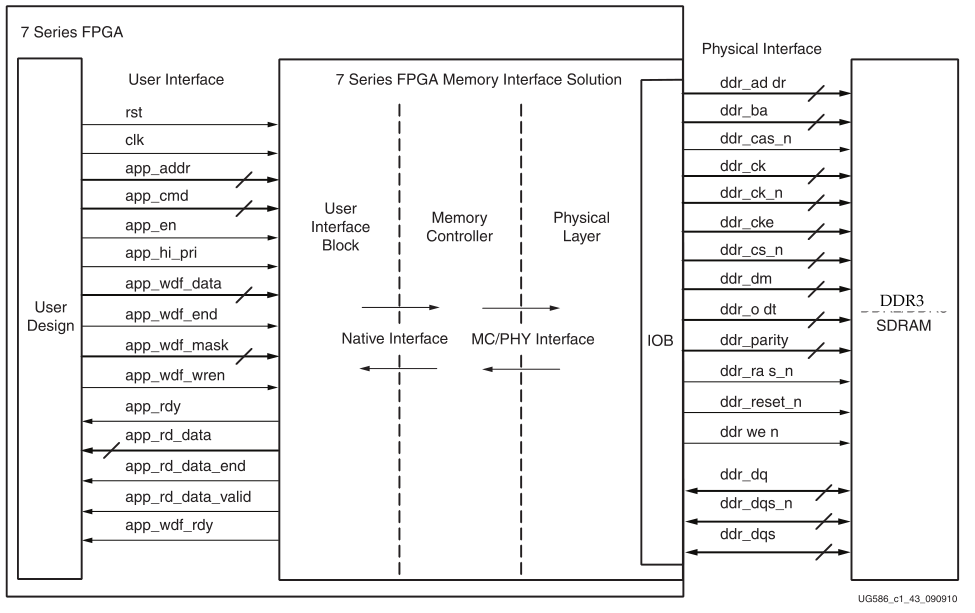 7 Series FPGA
User Interface
rst
clk
app_addr
app_cmd
app_en
app_hi_pri
app_wdf_data
app_wdf_end
app_wdf_mask
app_wdf_wren
app_rdy
app_rd_data
app_rd_data_end
app_rd_data_valid
app_wdf_rdy
User
Design
7 Series FPGA Memory Interface Solution
User
Interface
Block
Memory
Controller
Physical
Layer
Native Interface
MC/PHY Interface
IOB
Physical Interface
ddr_ad dr
ddr_ba
ddr_cas_n
ddr_ck
ddr_ck_n
ddr_cke
ddr_cs_n
ddr_dm
ddr_o dt
ddr_parity
ddr_ra s_n
ddr_reset_n
ddr we n
ddr_dq
ddr_dqs_n
ddr_dqs
DDR3
SDRAM
UG586_c1_43_090910